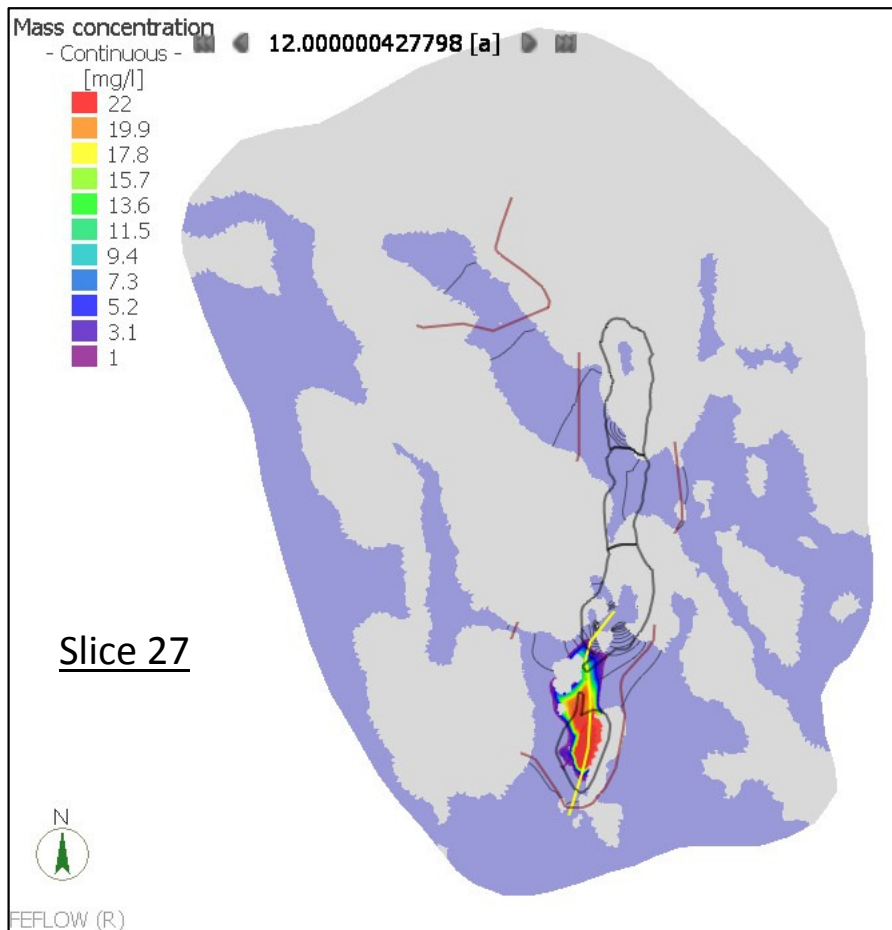 Mass concentration
- Continuous -
[mg/l]
12.000000427798 [a]
22
19.9
17.8
15.7
13.6
11.5
9.4
7.3
5.2
3.1
1
Slice 27
N
FEFLOW (R)